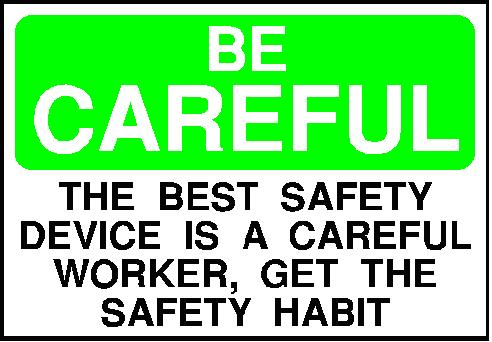 BE
CAREFUL
THE BEST SAFETY
DEVICE IS A CAREFUL
WORKER, GET THE
SAFETY HABIT